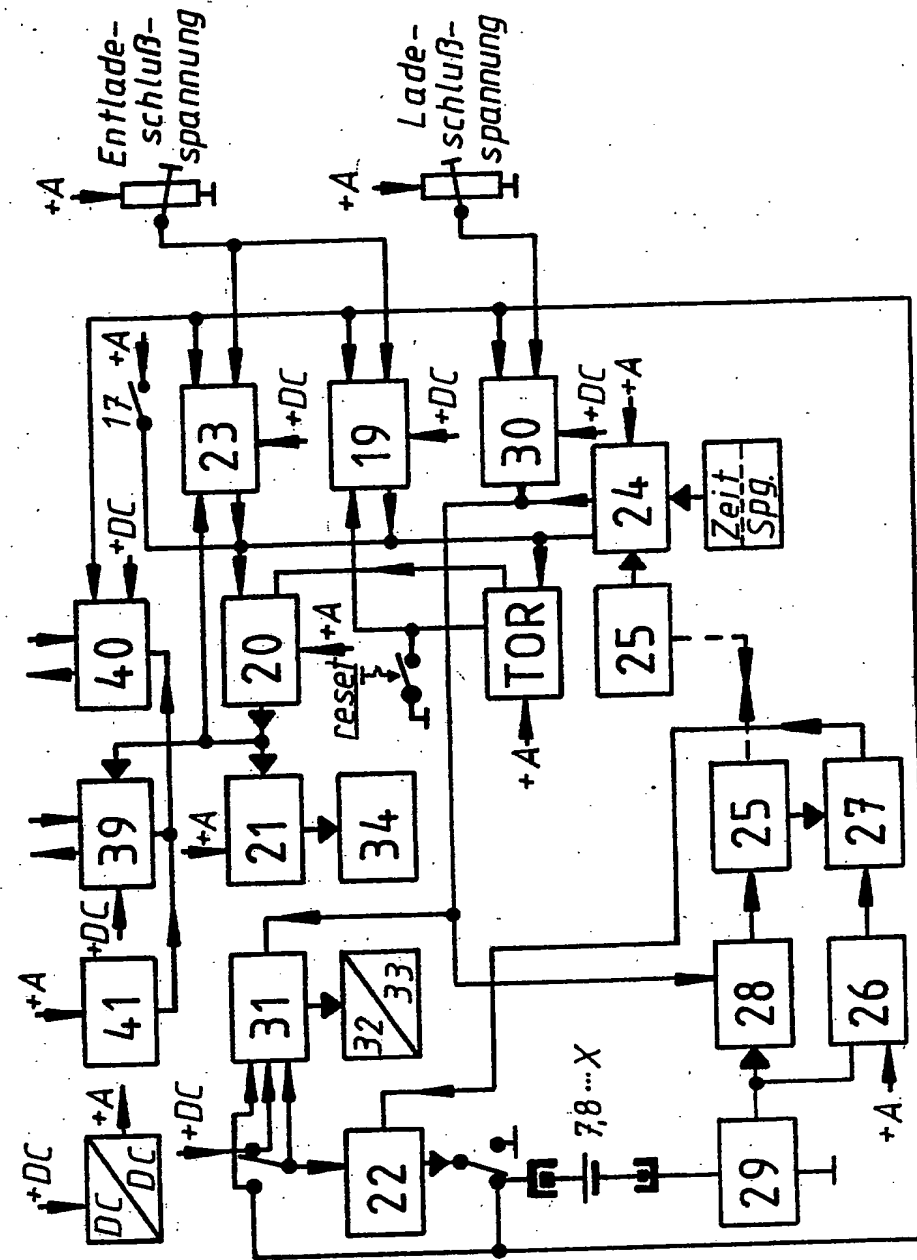 +DC
DC
DC
+A
+A
41
+DC
39
40
+DC
17
+A
+A
Entlade-
schluß-
spannung
+DC
31
32
33
+A
21
34
20
+A
reset
23
+DC
19
+DC
+A
Lade-
schluß-
spannung
22
7,8...X
+A
TOR
30
+DC
+A
24
25
Zeit
Spg.
29
28
25
26
27
+A